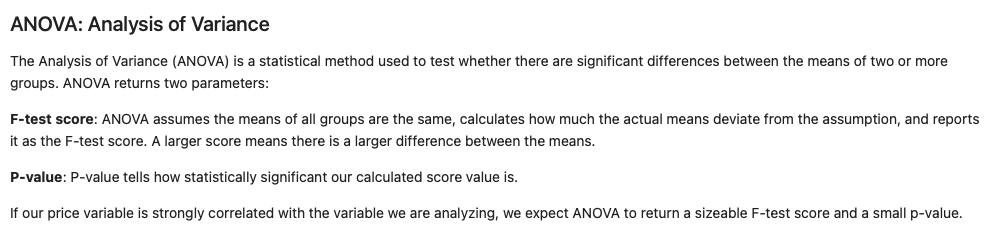 ANOVA: Analysis of Variance
The Analysis of Variance (ANOVA) is a statistical method used to test whether there are significant differences between the means of two or more
groups. ANOVA returns two parameters:
F-test score: ANOVA assumes the means of all groups are the same, calculates how much the actual means deviate from the assumption, and reports
it as the F-test score. A larger score means there is a larger difference between the means.
P-value: P-value tells how statistically significant our calculated score value is.
If our price variable is strongly correlated with the variable we are analyzing, we expect ANOVA to return a sizeable F-test score and a small p-value.